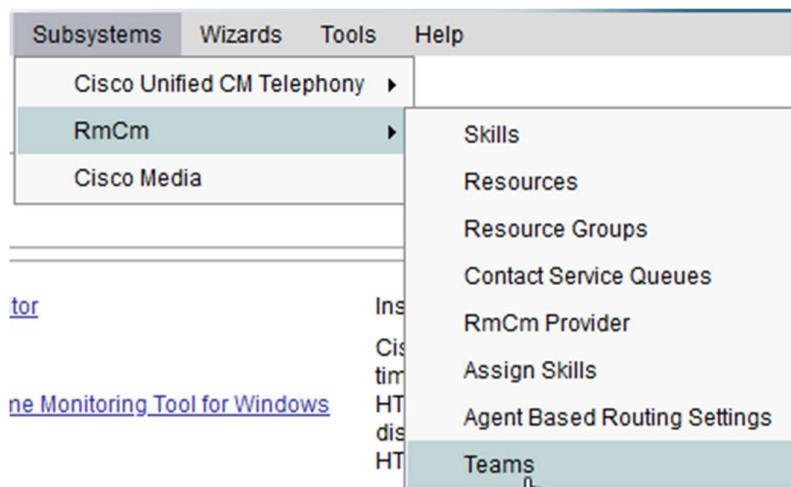 Subsystems Wizards Tools Help
Cisco Unified CM Telephony
RmCm
Cisco Media
Skills
Resources
Resource Groups
Contact Service Queues
RmCm Provider
Assign Skills
Agent Based Routing Settings
Teams
tor
Ins
Cis
tim
me Monitoring Tool for Windows
HT
dis
HT